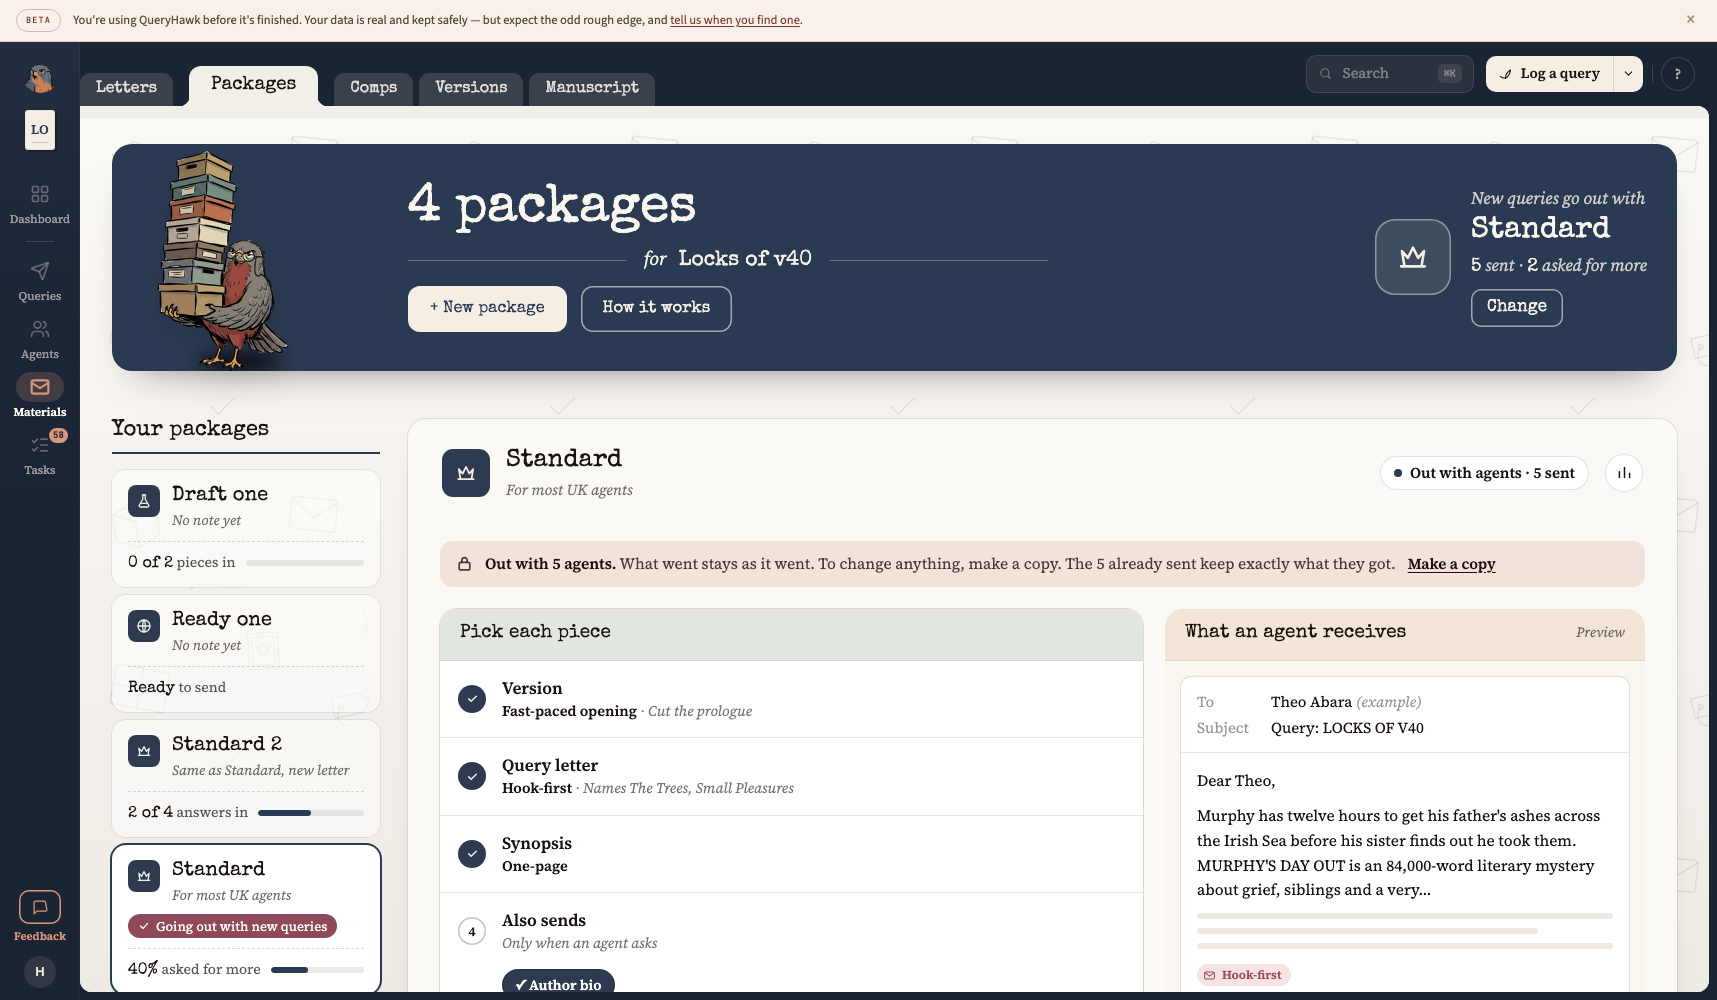 BETA You're using QueryHawk before it's finished. Your data is real and kept safely — but expect the odd rough edge, and tell us when you find one. ×
Letters Packages Comps Versions Manuscript Search ⌘K Log a query ?
LO
Dashboard
Queries
Agents
Materials
58
Tasks
Feedback
H
4 packages
for Locks of v40
+ New package How it works
New queries go out with
Standard
5 sent · 2 asked for more
Change
Your packages
Draft one
No note yet
0 of 2 pieces in
Ready one
No note yet
Ready to send
Standard 2
Same as Standard, new letter
2 of 4 answers in
Standard
For most UK agents
✓ Going out with new queries
40% asked for more
Standard
For most UK agents
Out with agents · 5 sent
Out with 5 agents. What went stays as it went. To change anything, make a copy. The 5 already sent keep exactly what they got. Make a copy
Pick each piece
Version
Fast-paced opening · Cut the prologue
Query letter
Hook-first · Names The Trees, Small Pleasures
Synopsis
One-page
4 Also sends
Only when an agent asks
✓ Author bio
What an agent receives Preview
To Theo Abara (example)
Subject Query: LOCKS OF V40
Dear Theo,
Murphy has twelve hours to get his father's ashes across
the Irish Sea before his sister finds out he took them.
MURPHY'S DAY OUT is an 84,000-word literary mystery
about grief, siblings and a very...
Hook-first